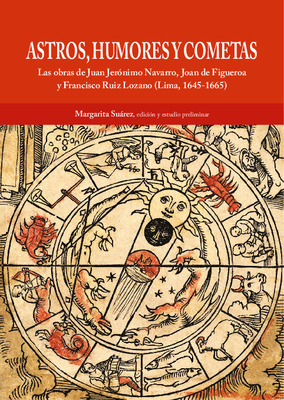 ASTROS, HUMORES Y COMETAS
Las obras de Juan Jerónimo Navarro, Joan de Figueroa
y Francisco Ruiz Lozano (Lima, 1645-1665)
Margarita Suárez, edición y estudio preliminar